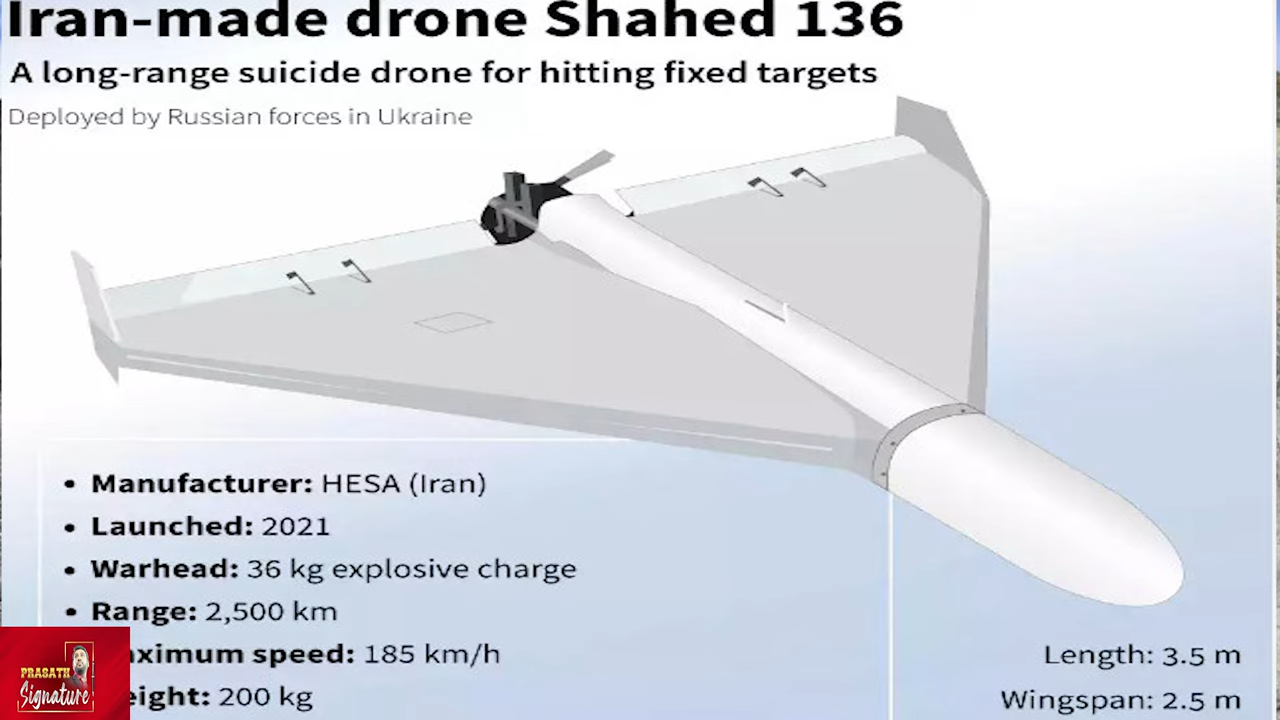 Iran-made drone Shahed 136
A long-range suicide drone for hitting fixed targets
Deployed by Russian forces in Ukraine
• Manufacturer: HESA (Iran)
• Launched: 2021
• Warhead: 36 kg explosive charge
• Range: 2,500 km
aximum speed: 185 km/h
eight: 200 kg
Length: 3.5 m
Wingspan: 2.5 m
PRASATH
Signature